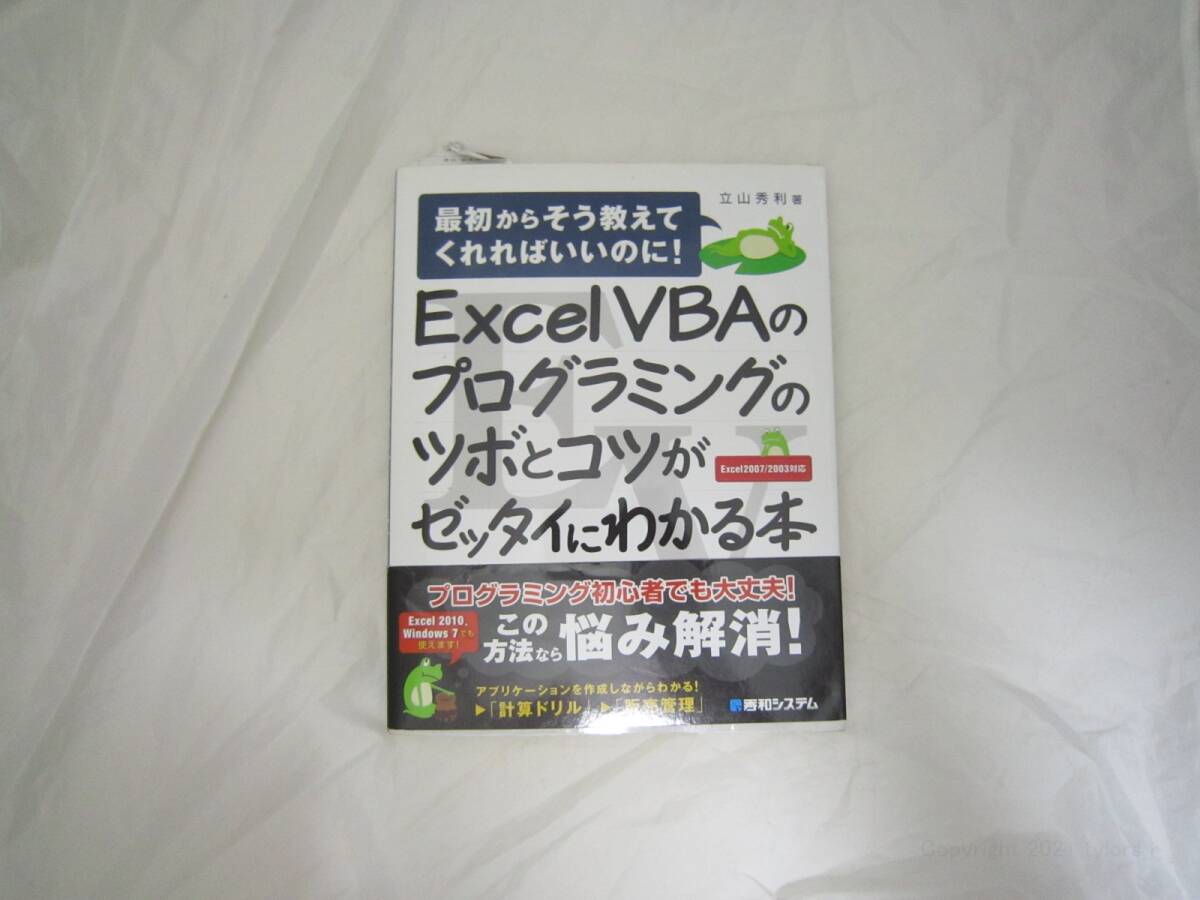 立山秀利 著
最初からそう教えて
くれればいいのに!
Excel VBAの
プログラミングの
ツボとコツが
Excel2007/2003対応
ゼッタイにわかる本
プログラミング初心者でも大丈夫!
Excel 2010、
Windows 7でも
使えます!
この
方法なら
悩み解消!
アプリケーションを作成しながらわかる!
▶「計算ドリル」▶「販売管理」
秀和システム